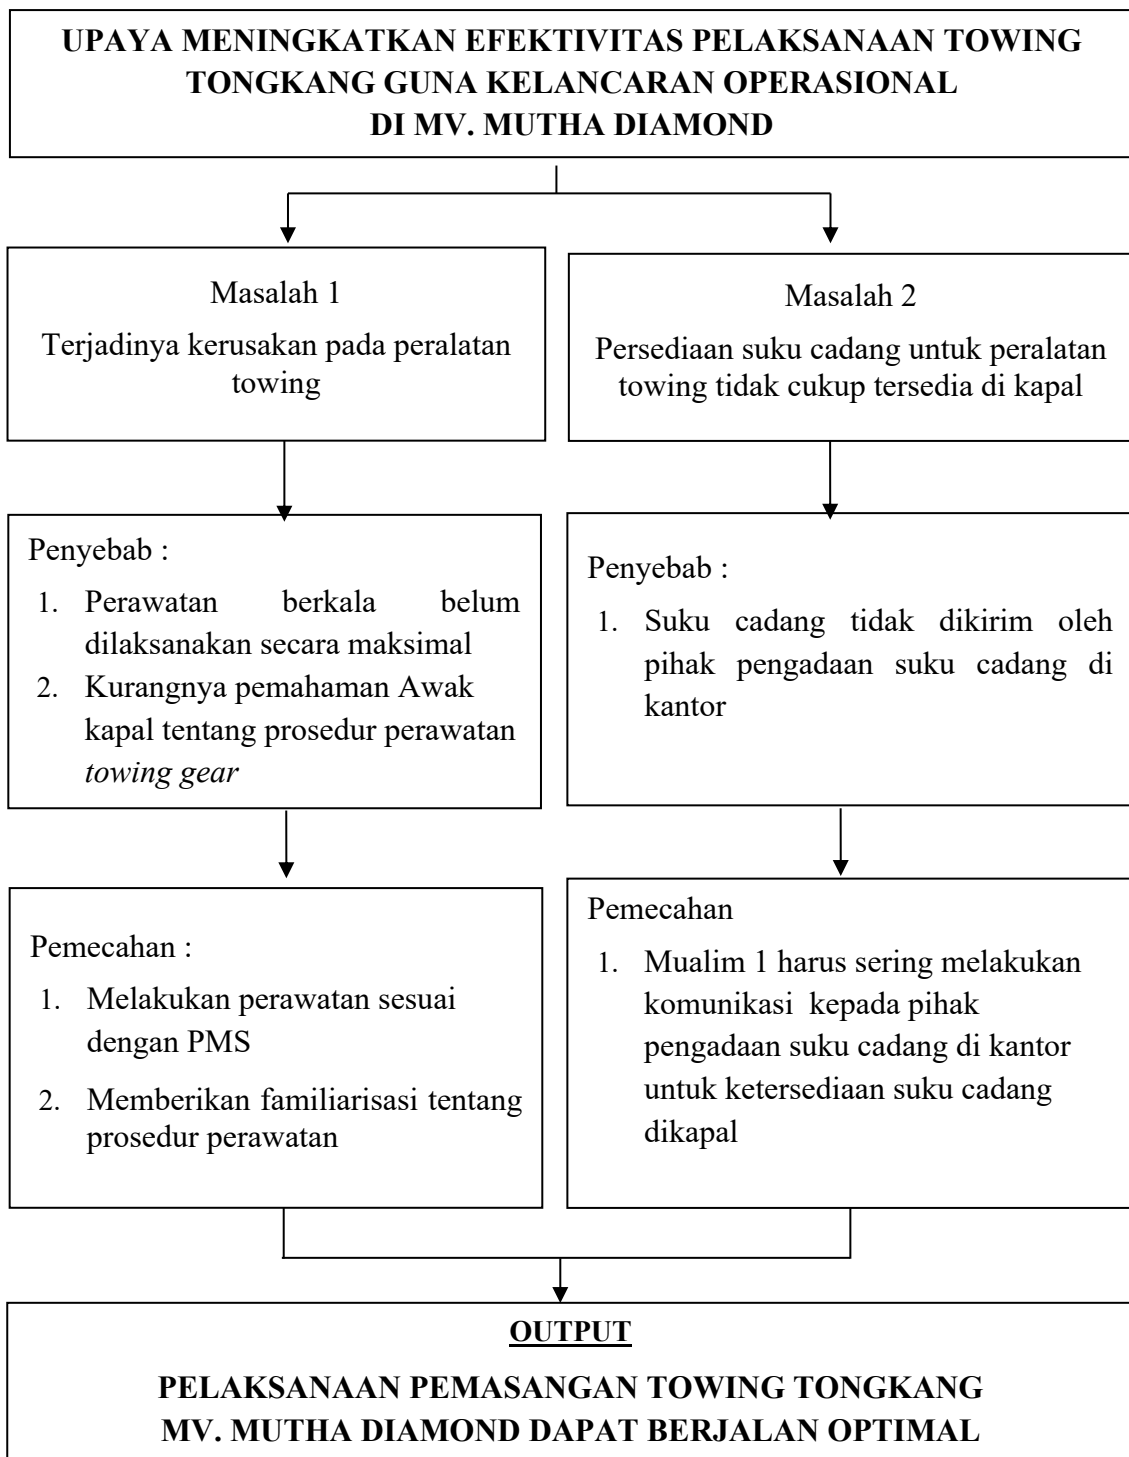 UPAYA MENINGKATKAN EFEKTIVITAS PELAKSANAAN TOWING
TONGKANG GUNA KELANCARAN OPERASIONAL
DI MV. MUTHA DIAMOND
Masalah 1
Terjadinya kerusakan pada peralatan
towing
Masalah 2
Persediaan suku cadang untuk peralatan
towing tidak cukup tersedia di kapal
Penyebab :
1. Perawatan berkala belum
dilaksanakan secara maksimal
2. Kurangnya pemahaman Awak
kapal tentang prosedur perawatan
towing gear
Penyebab :
1. Suku cadang tidak dikirim oleh
pihak pengadaan suku cadang di
kantor
Pemecahan :
1. Melakukan perawatan sesuai
dengan PMS
2. Memberikan familiarisasi tentang
prosedur perawatan
Pemecahan
1. Mualim 1 harus sering melakukan
komunikasi kepada pihak
pengadaan suku cadang di kantor
untuk ketersediaan suku cadang
dikapal
OUTPUT
PELAKSANAAN PEMASANGAN TOWING TONGKANG
MV. MUTHA DIAMOND DAPAT BERJALAN OPTIMAL